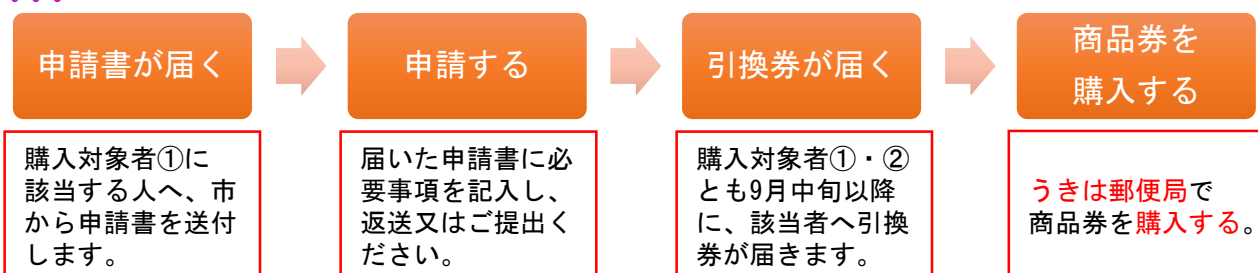 申請書が届く
購入対象者①に
該当する人へ、市
から申請書を送付
します。
申請する
届いた申請書に必
要事項を記入し、
返送又はご提出く
ださい。
引換券が届く
購入対象者①・②
とも9月中旬以降
に、該当者へ引換
券が届きます。
商品券を
購入する
うきは郵便局で
商品券を購入する。